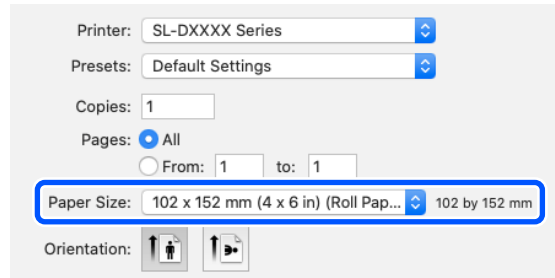 Printer: SL-DXXXX Series
Presets: Default Settings
Copies: 1
Pages: All
From: 1 to: 1
Paper Size: 102 x 152 mm (4 x 6 in) (Roll Pap... 102 by 152 mm
Orientation: